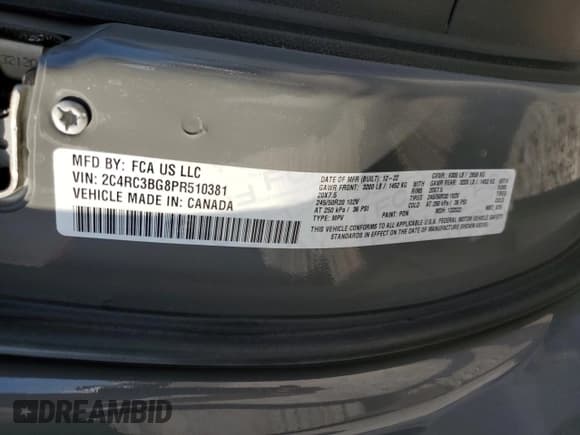 MFD BY: FCA US LLC
VIN: 2C4RC3BG8PR510381
VEHICLE MADE IN: CANADA
DATE OF MFR (BUILT): 12-22
GAWR FRONT: 3200 LB / 1452 KG
20X7.5
245/50R20 102V
AT 250 kPa / 36 PSI
TYPE: MPV
PAINT: PDN
THIS VEHICLE CONFORMS TO ALL APPLICABLE U.S. FEDERAL MOTOR VEHICLE SAFETY
STANDARDS IN EFFECT ON THE DATE OF MANUFACTURE SHOWN ABOVE.
DREAMBID